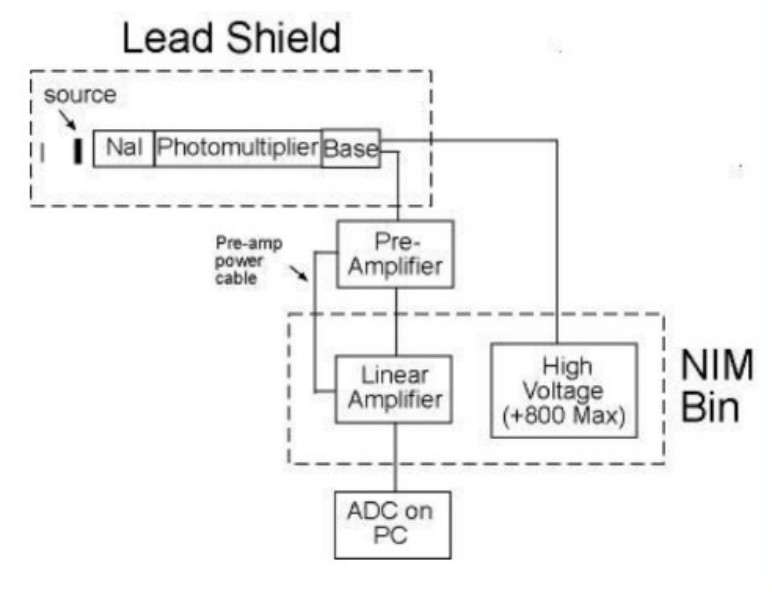 Lead Shield
source
NaI
Photomultiplier
Base
Pre-amp
power
cable
Pre-
Amplifier
Linear
Amplifier
High
Voltage
(+800 Max)
NIM
Bin
ADC on
PC